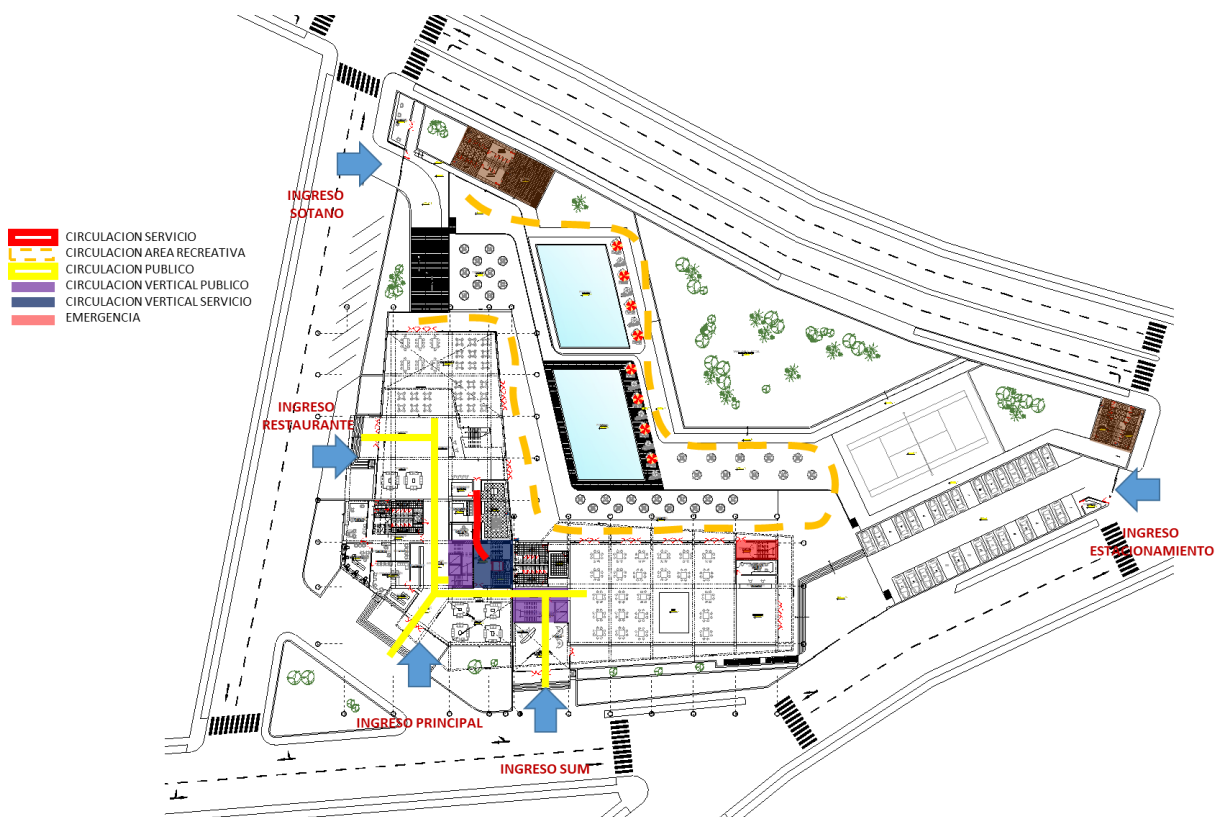 INGRESO
SOTANO
CIRCULACION SERVICIO
CIRCULACION AREA RECREATIVA
CIRCULACION PUBLICO
CIRCULACION VERTICAL PUBLICO
CIRCULACION VERTICAL SERVICIO
EMERGENCIA
INGRESO
RESTAURANTE
INGRESO
ESTACIONAMIENTO
INGRESO PRINCIPAL
INGRESO SUM